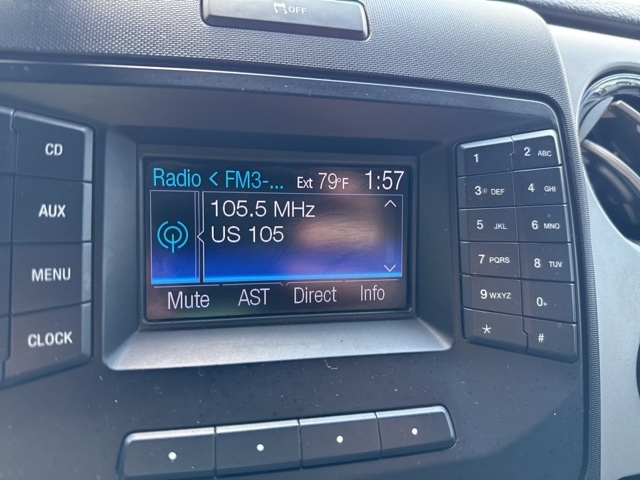 OFF
Radio < FM3-... Ext 79°F 1:57
105.5 MHz
US 105
Mute AST Direct Info
CD
AUX
MENU
CLOCK
1 2 ABC
3 DEF 4 GHI
5 JKL 6 MNO
7 PQRS 8 TUV
9 WXYZ 0+
* #